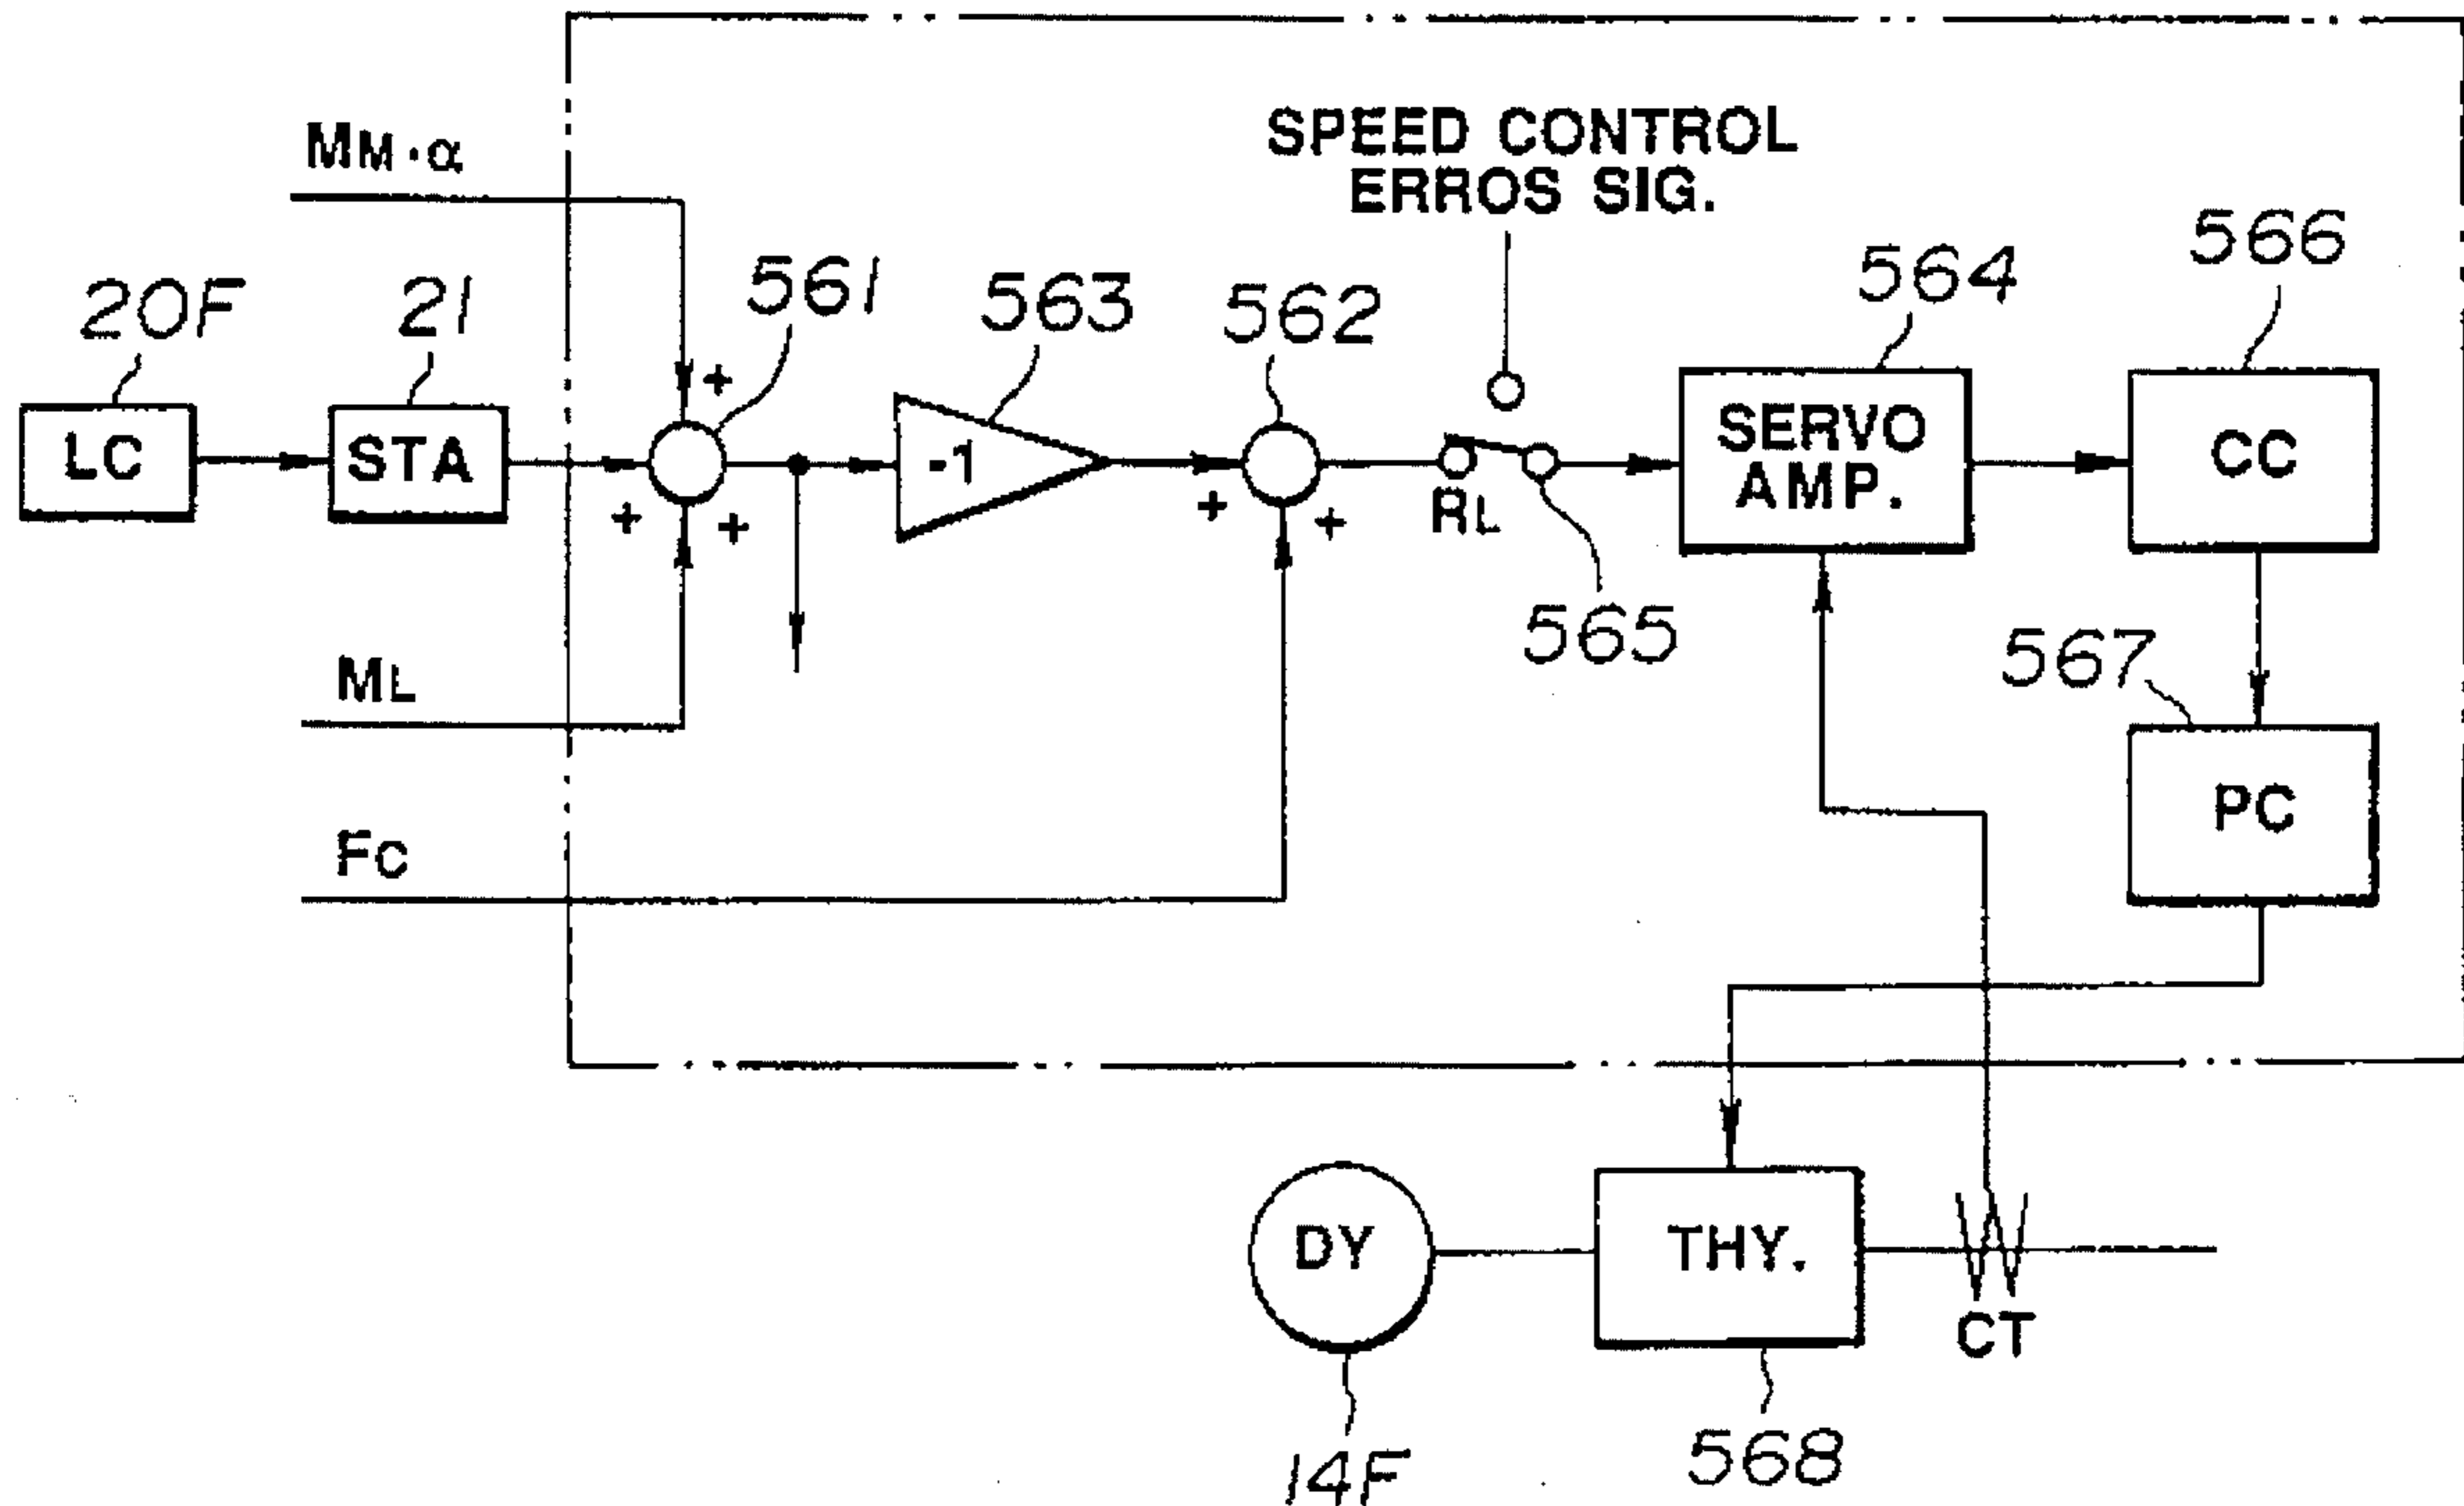 SPEED CONTROL
ERROS SIG.
MM·α
20F
21
561
563
562
564
566
LC
STA
+
-1
SERVO
AMP.
CC
+
+
RL
+
+
565
567
ML
PC
FC
DY
THY.
CT
14F
568